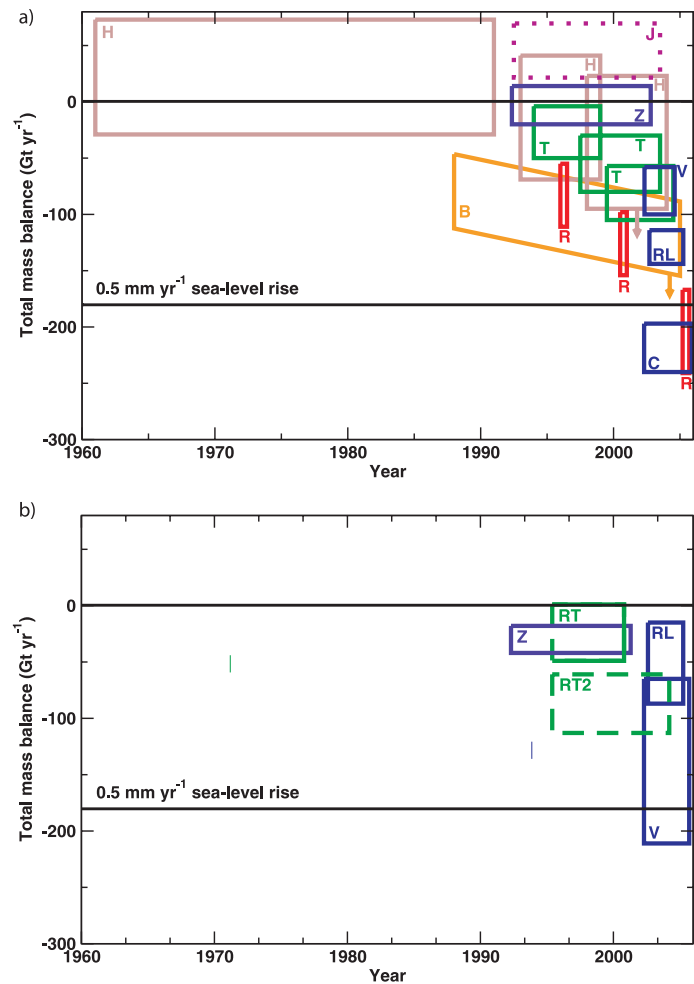 a)
H
J
H
H
0
Z
T
T
T
V
-100
B
R
R
RL
0.5 mm yr-1 sea-level rise
-200
C
R
-300
1960
1970
1980
1990
2000
Year
Total mass balance (Gt yr-1)
b)
0
RT
Z
RL
RT2
-100
0.5 mm yr-1 sea-level rise
-200
V
-300
1960
1970
1980
1990
2000
Year
Total mass balance (Gt yr-1)